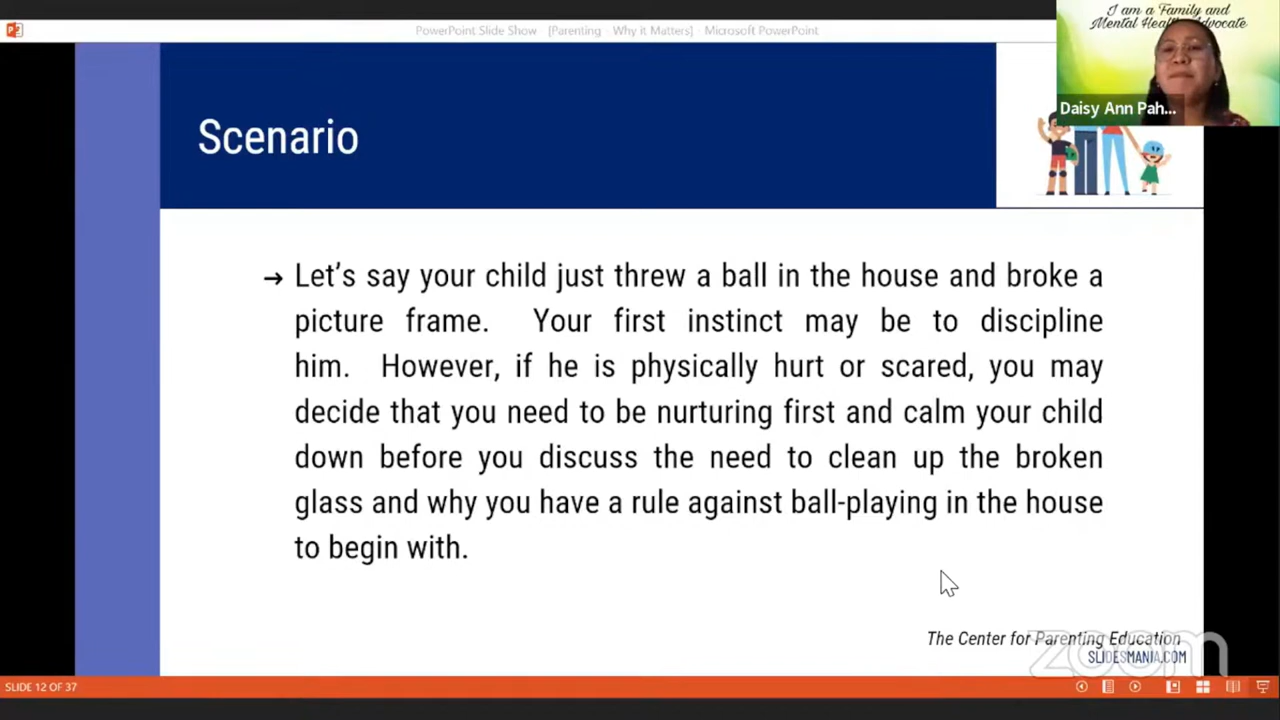 I am a Family and
Mental Health Advocate
PowerPoint Slide Show - [Parenting - Why it Matters] - Microsoft PowerPoint
Daisy Ann Pah...
Scenario
→ Let's say your child just threw a ball in the house and broke a
picture frame. Your first instinct may be to discipline
him. However, if he is physically hurt or scared, you may
decide that you need to be nurturing first and calm your child
down before you discuss the need to clean up the broken
glass and why you have a rule against ball-playing in the house
to begin with.
The Center for Parenting Education
SLIDESMANIA.COM
zoom
SLIDE 12 OF 37